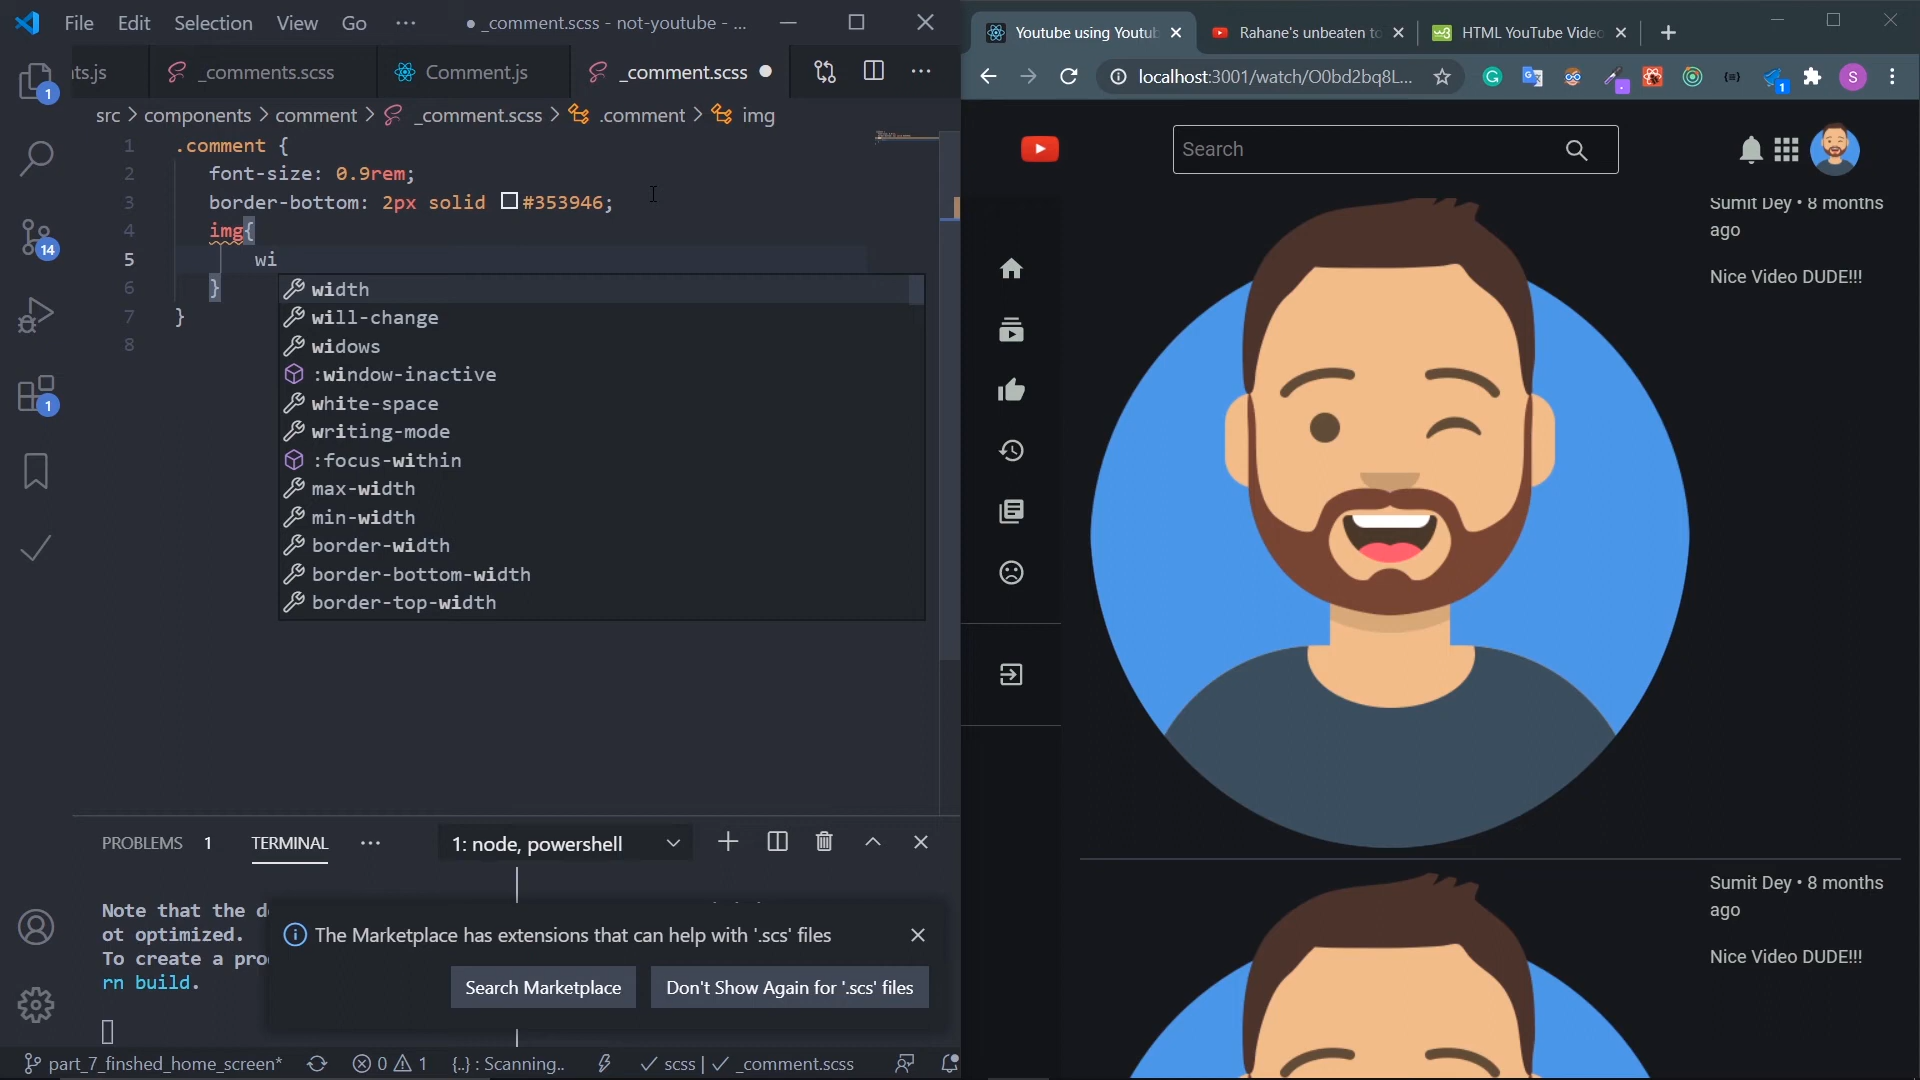 File Edit Selection View Go ··· ● _comment.scss - not-youtube - ...
ts.js _comments.scss Comment.js _comment.scss ● ···
src > components > comment > _comment.scss > .comment > img
1 .comment {
2 font-size: 0.9rem;
3 border-bottom: 2px solid #353946;
4 img{
5 wi
6 }
7 }
8
width
will-change
widows
:window-inactive
white-space
writing-mode
:focus-within
max-width
min-width
border-width
border-bottom-width
border-top-width
1
14
1
PROBLEMS 1 TERMINAL ··· 1: node, powershell
Note that the d
ot optimized.
To create a pro
rn build.
The Marketplace has extensions that can help with '.scs' files
Search Marketplace Don't Show Again for '.scs' files
part_7_finshed_home_screen* 0 1 {..} : Scanning.. scss | _comment.scss
Youtube using Youtub Rahane's unbeaten to HTML YouTube Video
localhost:3001/watch/O0bd2bq8L... 1 S
Search
Sumit Dey • 8 months
ago
Nice Video DUDE!!!
Sumit Dey • 8 months
ago
Nice Video DUDE!!!